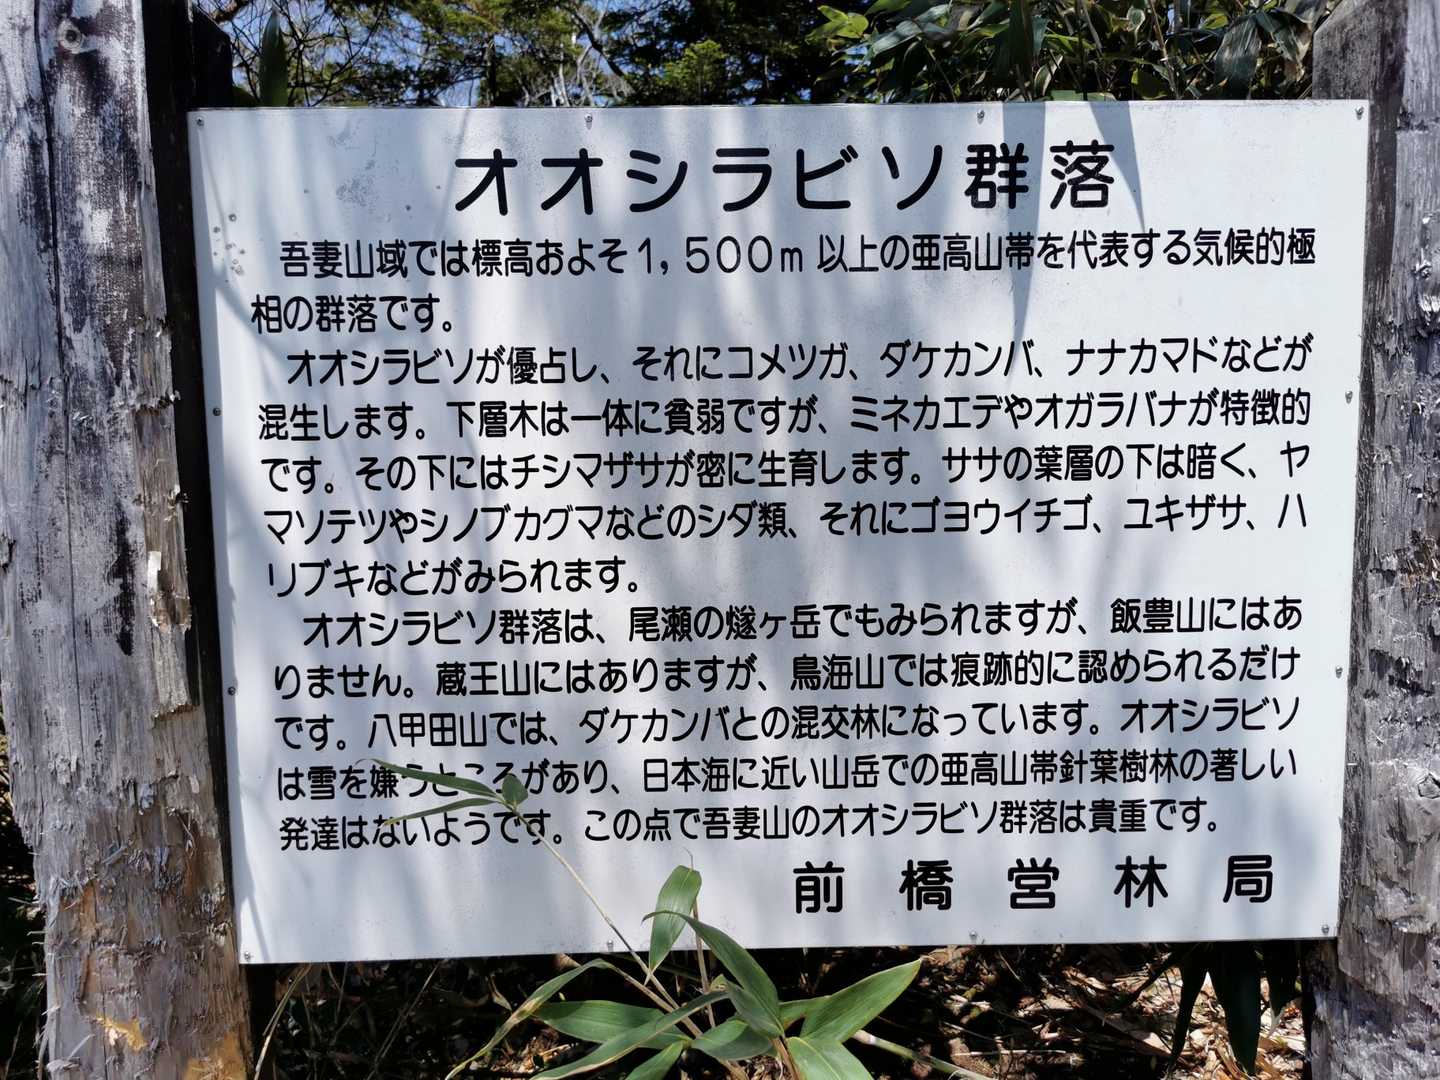 オオシラビソ群落
吾妻山域では標高およそ1,500m以上の亜高山帯を代表する気候的極
相の群落です。
オオシラビソが優占し、それにコメツガ、ダケカンバ、ナナカマドなどが
混生します。下層木は一体に貧弱ですが、ミネカエデやオガラバナが特徴的
です。その下にはチシマザサが密に生育します。ササの葉層の下は暗く、ヤ
マソテツやシノブカグマなどのシダ類、それにゴヨウイチゴ、ユキザサ、ハ
リブキなどがみられます。
オオシラビソ群落は、尾瀬の燧ヶ岳でもみられますが、飯豊山にはあ
りません。蔵王山にはありますが、鳥海山では痕跡的に認められるだけ
です。八甲田山では、ダケカンバとの混交林になっています。オオシラビソ
は雪を嫌うところがあり、日本海に近い山岳での亜高山帯針葉樹林の著しい
発達はないようです。この点で吾妻山のオオシラビソ群落は貴重です。
前橋営林局